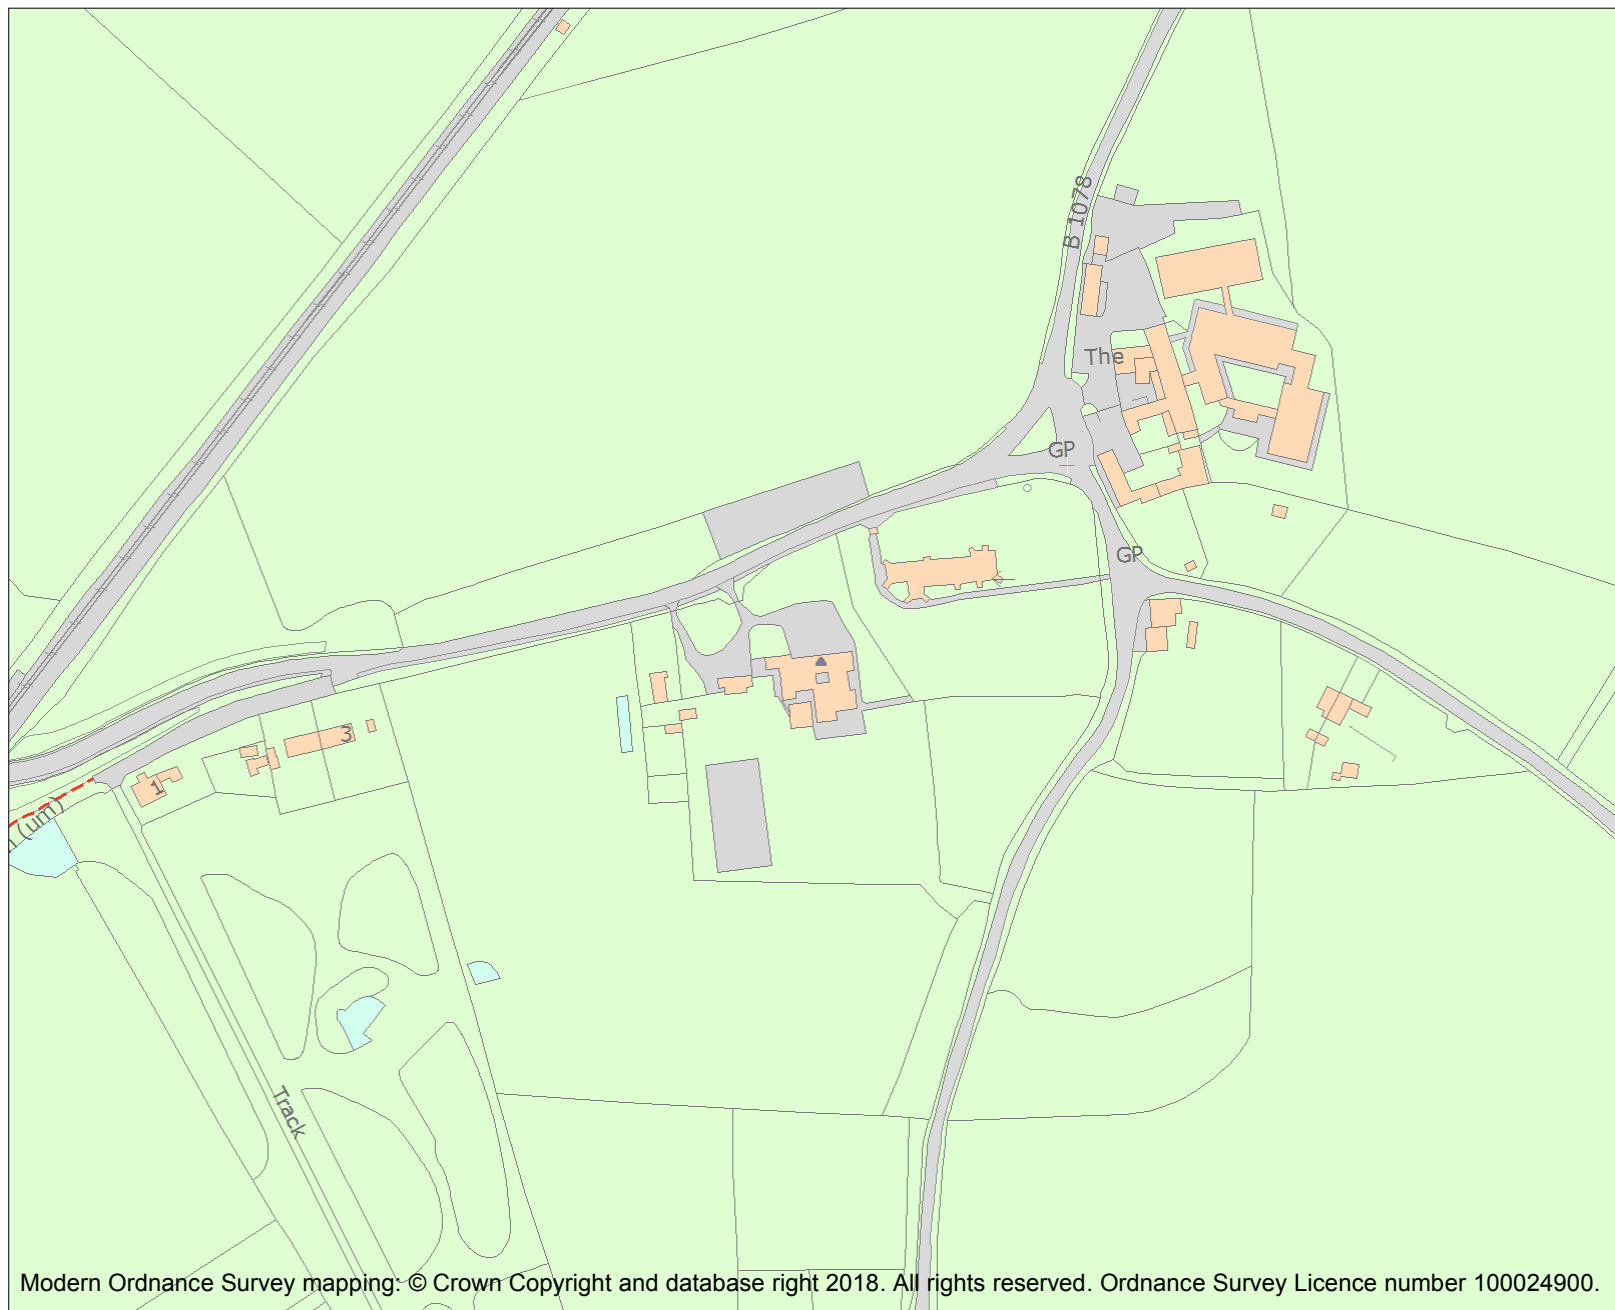 B 1078
The
GP
GP
3
1
(um)
Track
Modern Ordnance Survey mapping: © Crown Copyright and database right 2018. All rights reserved. Ordnance Survey Licence number 100024900.